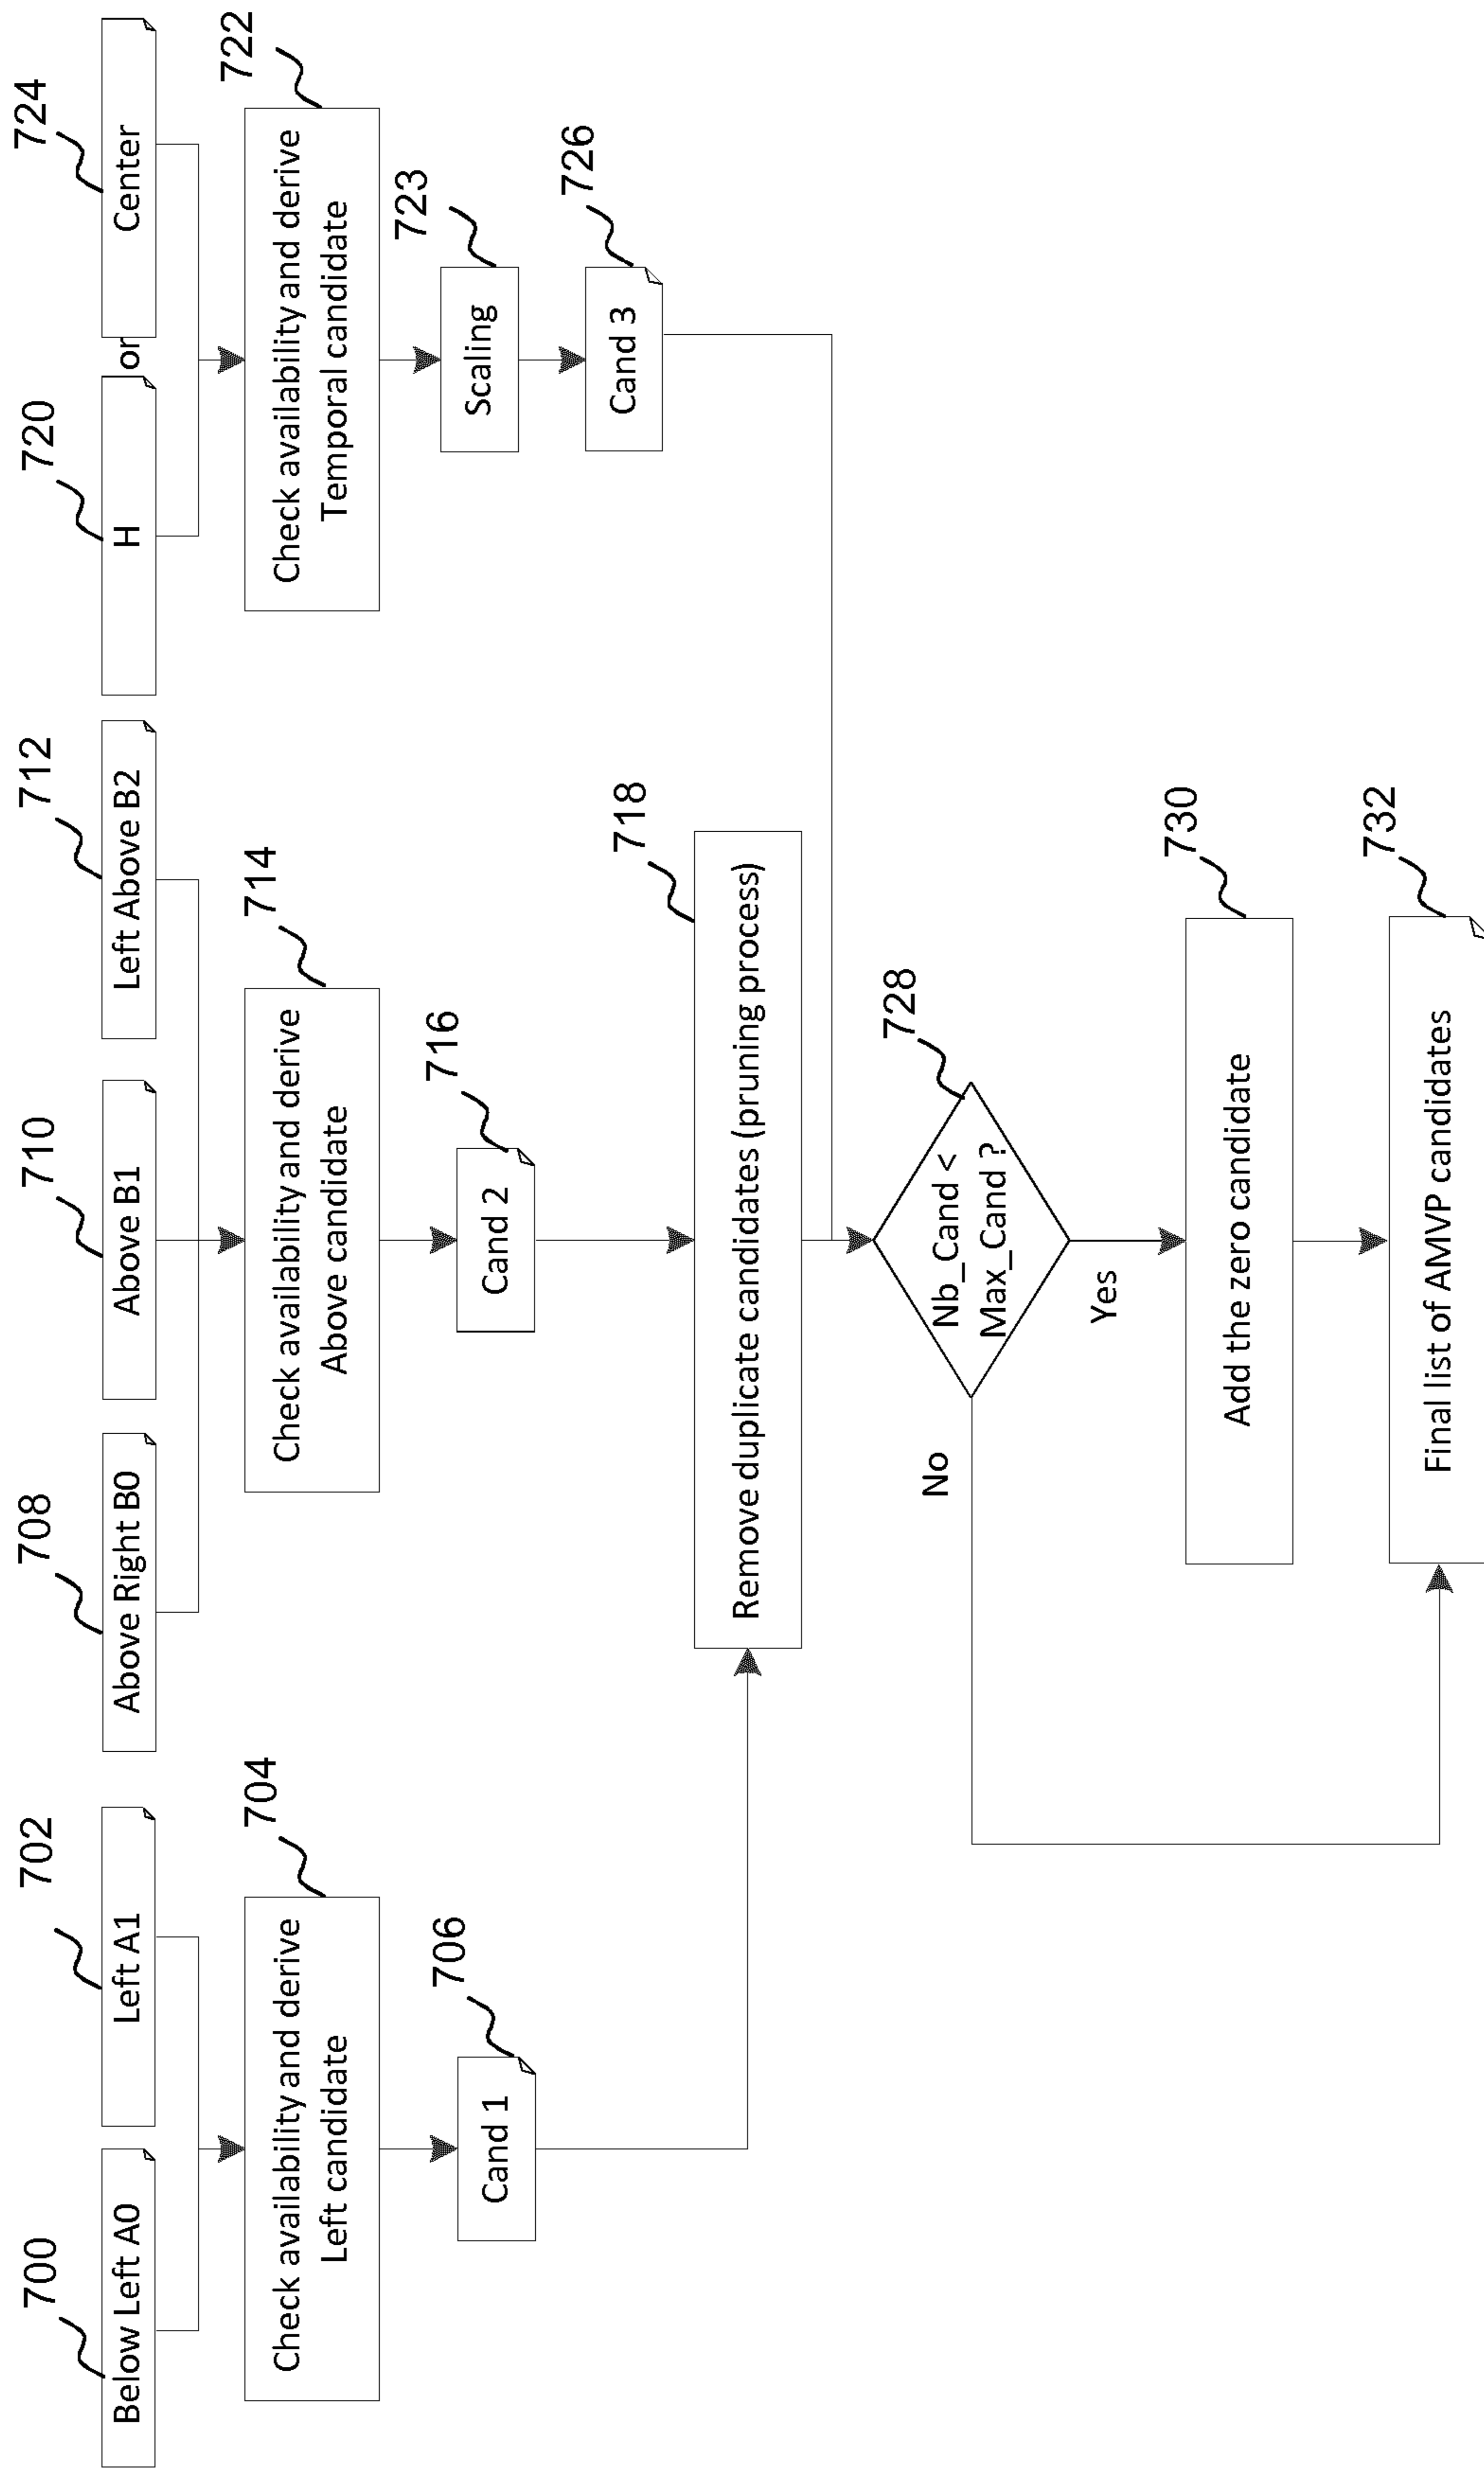 700
Below Left A0
702
Left A1
708
Above Right B0
710
Above B1
712
Left Above B2
720
H
or
724
Center
704
Check availability and derive
Left candidate
714
Check availability and derive
Above candidate
722
Check availability and derive
Temporal candidate
706
Cand 1
716
Cand 2
723
Scaling
726
Cand 3
718
Remove duplicate candidates (pruning process)
728
Nb_Cand <
Max_Cand ?
No
Yes
730
Add the zero candidate
732
Final list of AMVP candidates